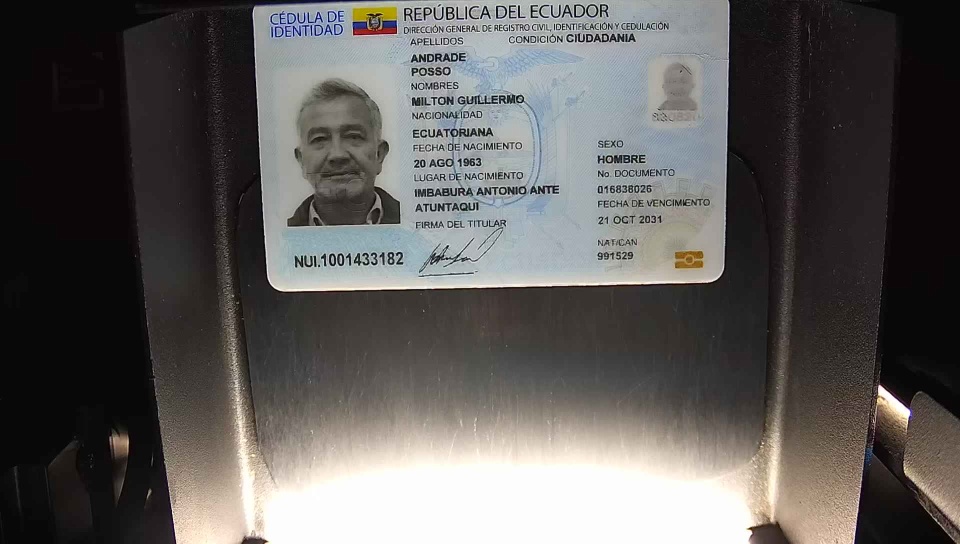 CÉDULA DE IDENTIDAD
REPÚBLICA DEL ECUADOR
DIRECCIÓN GENERAL DE REGISTRO CIVIL, IDENTIFICACIÓN Y CEDULACIÓN
APELLIDOS
CONDICIÓN CIUDADANIA
ANDRADE
POSSO
NOMBRES
MILTON GUILLERMO
NACIONALIDAD
ECUATORIANA
FECHA DE NACIMIENTO
20 AGO 1963
LUGAR DE NACIMIENTO
IMBABURA ANTONIO ANTE
ATUNTAQUI
FIRMA DEL TITULAR
SEXO
HOMBRE
No. DOCUMENTO
016838026
FECHA DE VENCIMIENTO
21 OCT 2031
NAT/CAN
991529
NUI.1001433182